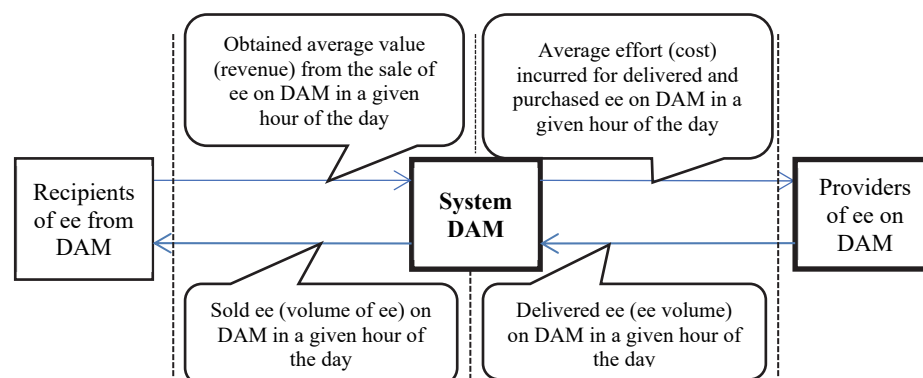 Obtained average value
(revenue) from the sale of
ee on DAM in a given
hour of the day
Average effort (cost)
incurred for delivered and
purchased ee on DAM in a
given hour of the day
Recipients
of ee from
DAM
System
DAM
Providers
of ee on
DAM
Sold ee (volume of ee) on
DAM in a given hour of
the day
Delivered ee (ee volume)
on DAM in a given hour of
the day